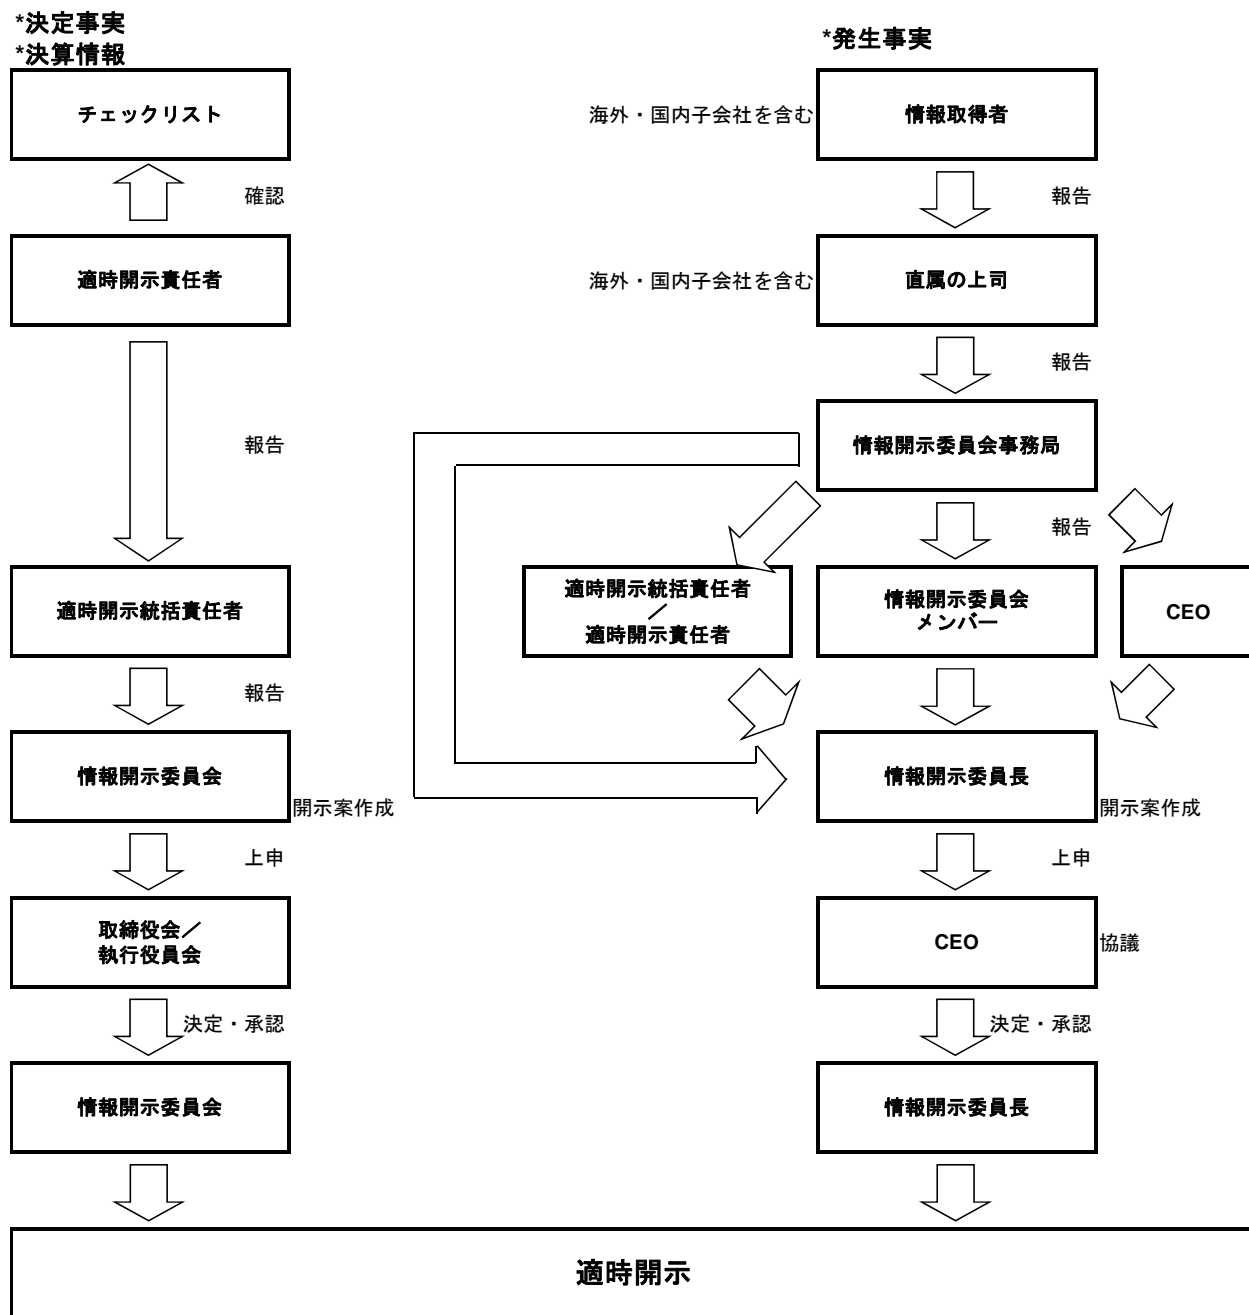 *決定事実
*決算情報
チェックリスト
確認
適時開示責任者
報告
適時開示統括責任者
報告
情報開示委員会
開示案作成
上申
取締役会／
執行役員会
決定・承認
情報開示委員会
*発生事実
海外・国内子会社を含む
情報取得者
報告
海外・国内子会社を含む
直属の上司
報告
情報開示委員会事務局
報告
適時開示統括責任者
／
適時開示責任者
情報開示委員会
メンバー
CEO
情報開示委員長
開示案作成
上申
CEO
協議
決定・承認
情報開示委員長
適時開示